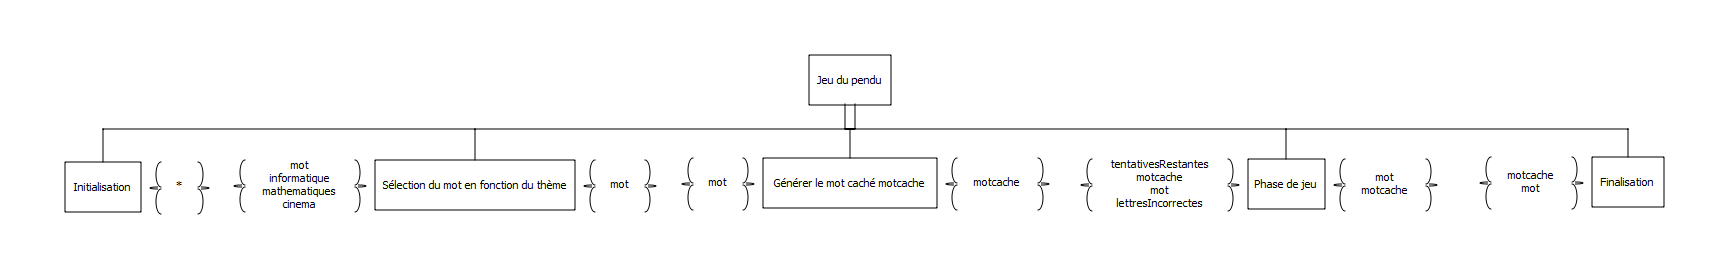 Jeu du pendu
Initialisation
*
mot
informatique
mathematiques
cinema
Sélection du mot en fonction du thème
mot
mot
Générer le mot caché motcache
motcache
tentativesRestantes
motcache
mot
lettresIncorrectes
Phase de jeu
mot
motcache
motcache
mot
Finalisation